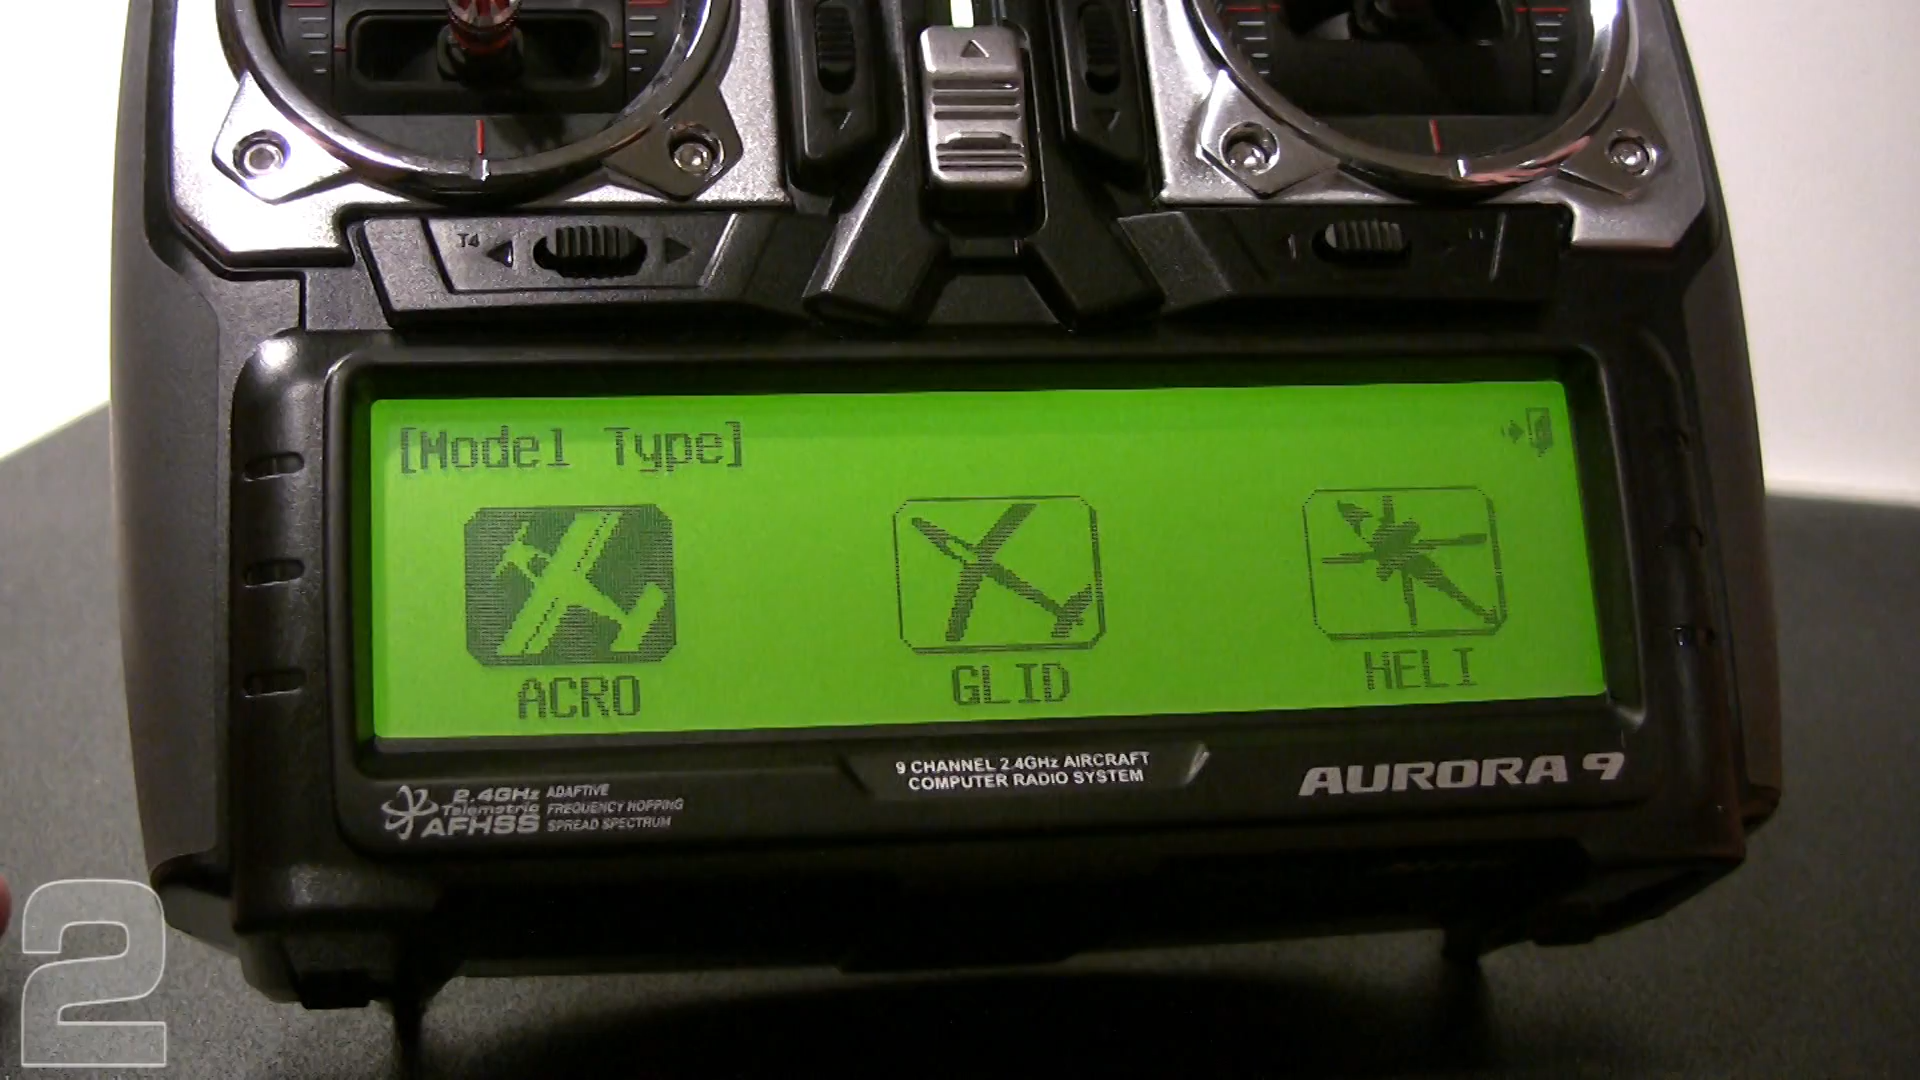 T4
[Model Type]
ACRO
GLID
HELI
9 CHANNEL 2.4GHz AIRCRAFT
COMPUTER RADIO SYSTEM
AURORA 9
2.4GHz
Telemetric
AFHSS
ADAPTIVE
FREQUENCY HOPPING
SPREAD SPECTRUM
2